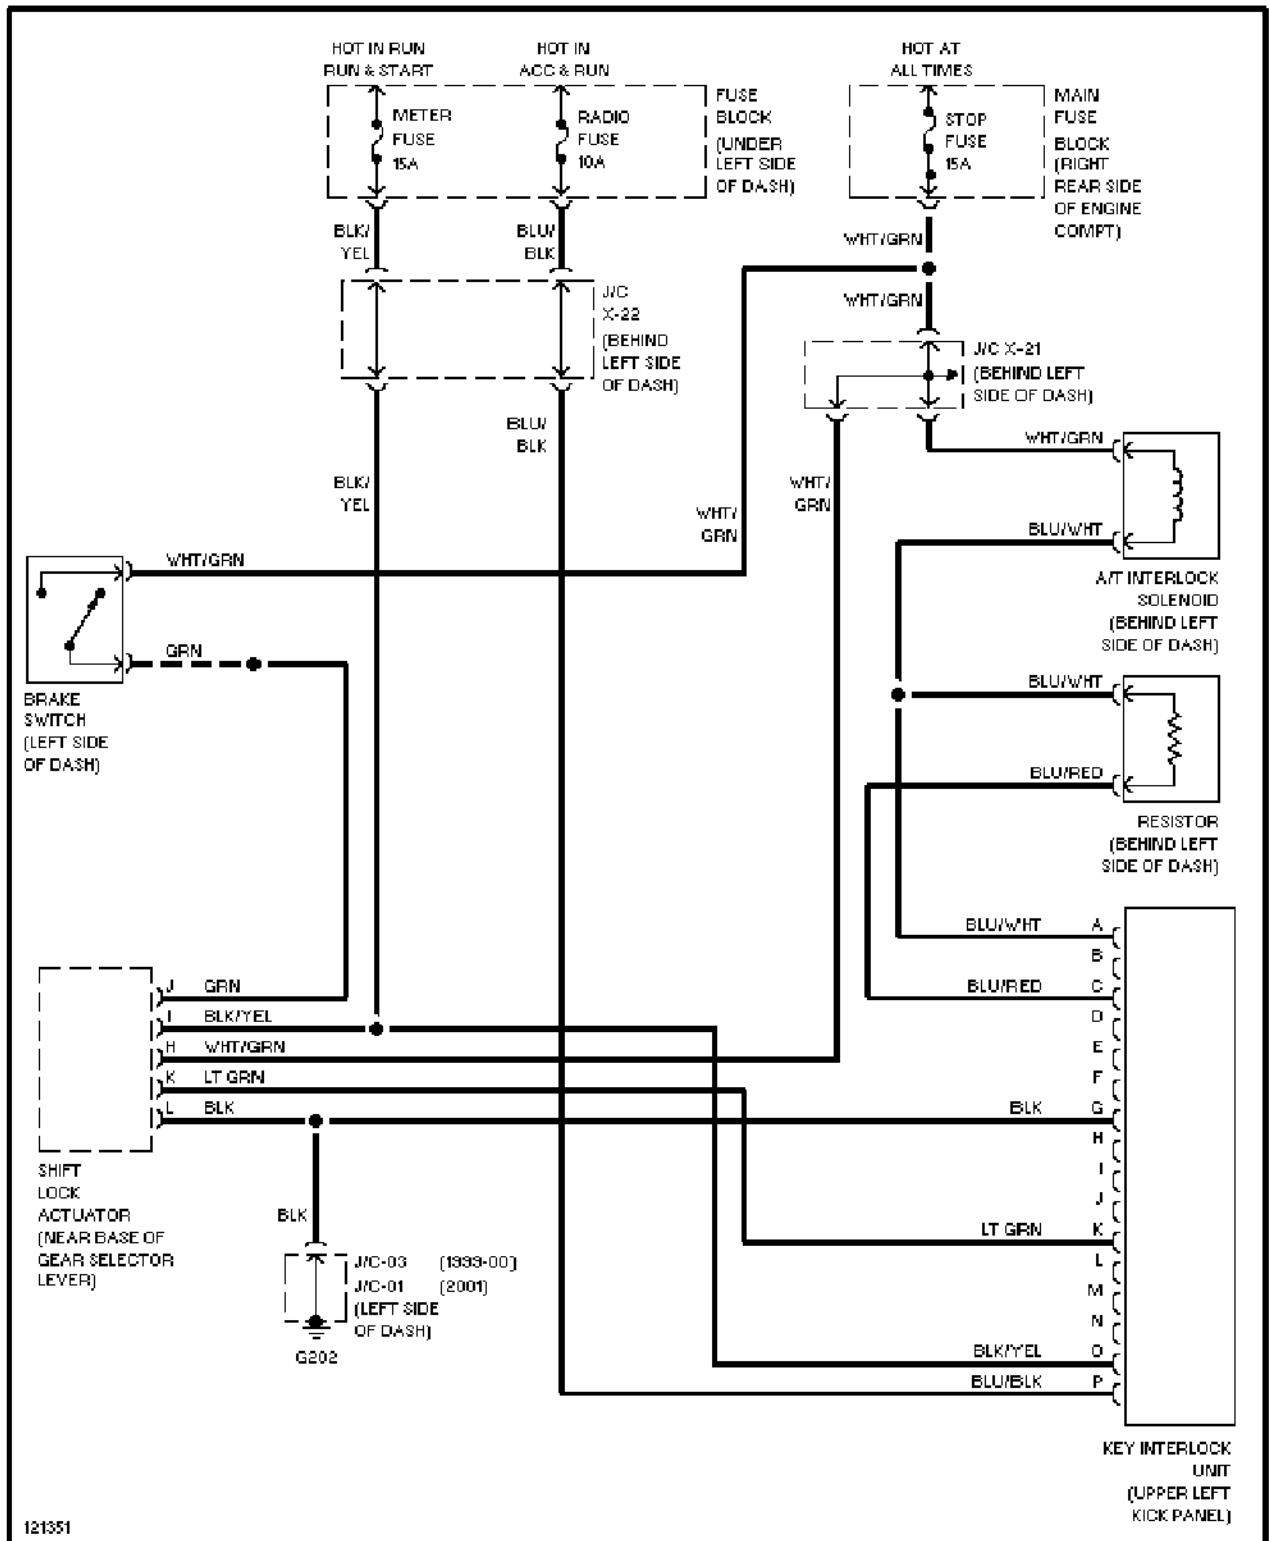 HOT IN RUN
RUN & START
HOT IN
ACC & RUN
HOT AT
ALL TIMES
METER
FUSE
15A
RADIO
FUSE
10A
FUSE
BLOCK
(UNDER
LEFT SIDE
OF DASH)
STOP
FUSE
15A
MAIN
FUSE
BLOCK
(RIGHT
REAR SIDE
OF ENGINE
COMPT)
BLK/
YEL
BLU/
BLK
WHT/GRN
WHT/GRN
J/C
X-22
(BEHIND
LEFT SIDE
OF DASH)
J/C X-21
(BEHIND LEFT
SIDE OF DASH)
BLU/
BLK
BLK/
YEL
WHT/
GRN
WHT/
GRN
WHT/GRN
BLU/WHT
A/T INTERLOCK
SOLENOID
(BEHIND LEFT
SIDE OF DASH)
WHT/GRN
GRN
BRAKE
SWITCH
(LEFT SIDE
OF DASH)
BLU/WHT
BLU/RED
RESISTOR
(BEHIND LEFT
SIDE OF DASH)
J GRN
I BLK/YEL
H WHT/GRN
K LT GRN
L BLK
SHIFT
LOCK
ACTUATOR
(NEAR BASE OF
GEAR SELECTOR
LEVER)
BLK
J/C-03 (1999-00)
J/C-01 (2001)
(LEFT SIDE
OF DASH)
G202
BLU/WHT A
B
BLU/RED C
D
E
F
BLK G
H
I
J
LT GRN K
L
M
N
BLK/YEL O
BLU/BLK P
KEY INTERLOCK
UNIT
(UPPER LEFT
KICK PANEL)
121351